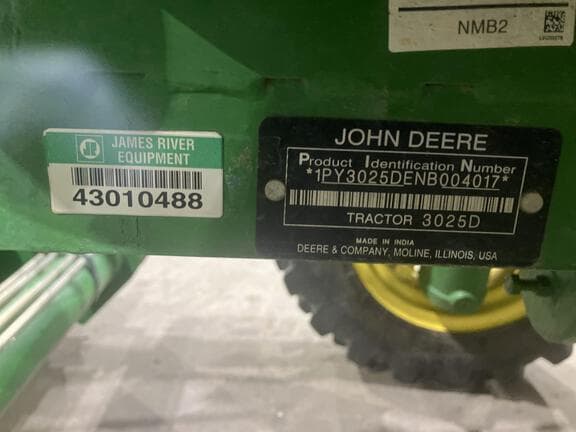 NMB2
JAMES RIVER
EQUIPMENT
43010488
JOHN DEERE
Product Identification Number
*1PY3025DENB004017*
TRACTOR 3025D
MADE IN INDIA
DEERE & COMPANY, MOLINE, ILLINOIS, USA